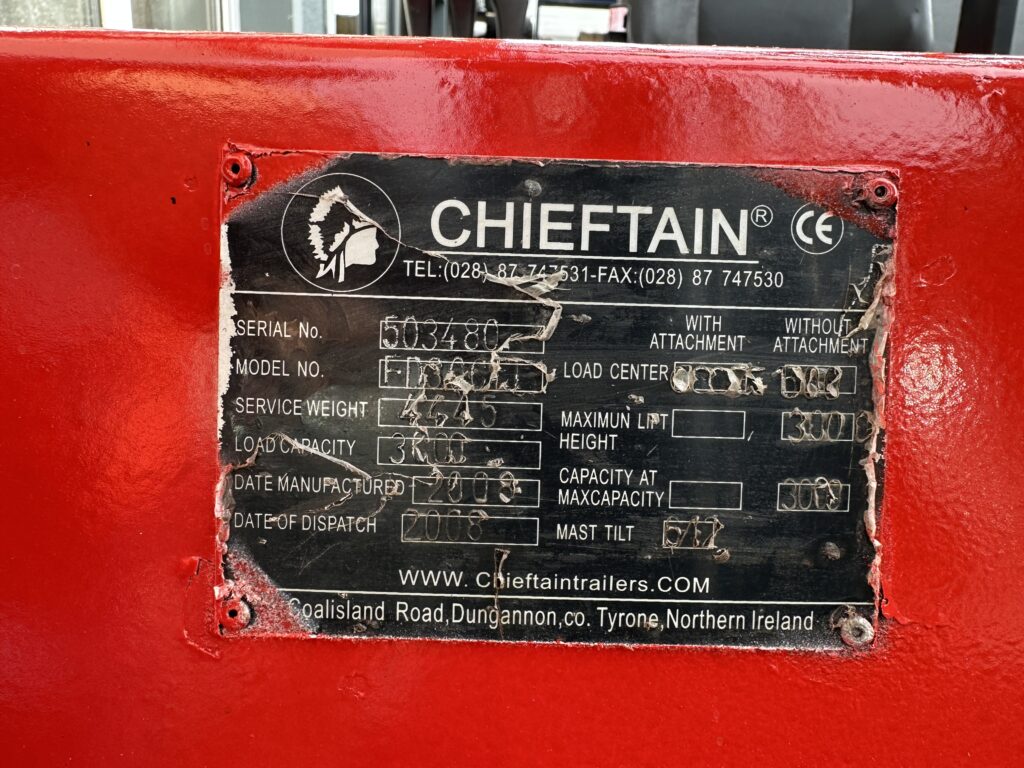 CHIEFTAIN®
CE
TEL:(028) 87 747531-FAX:(028) 87 747530
SERIAL No. 503480
WITH ATTACHMENT
WITHOUT ATTACHMENT
MODEL NO.
LOAD CENTER
SERVICE WEIGHT 4445
MAXIMUN LIFT HEIGHT
LOAD CAPACITY
CAPACITY AT MAXCAPACITY
DATE MANUFACTURED 2008
DATE OF DISPATCH 2008
MAST TILT
WWW. Chieftaintrailers.COM
Coalisland Road,Dungannon,co. Tyrone,Northern Ireland